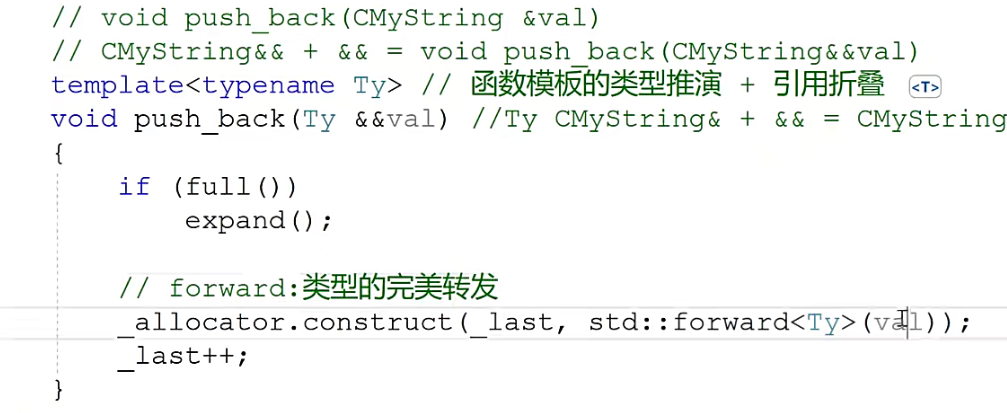 // void push_back(CMyString &val)
// CMyString&& + && = void push_back(CMyString&&val)
template<typename Ty> // 函数模板的类型推演 + 引用折叠 <T>
void push_back(Ty &&val) //Ty CMyString& + && = CMyString
{
if (full())
expand();
// forward:类型的完美转发
_allocator.construct(_last, std::forward<Ty>(val));
_last++;
}